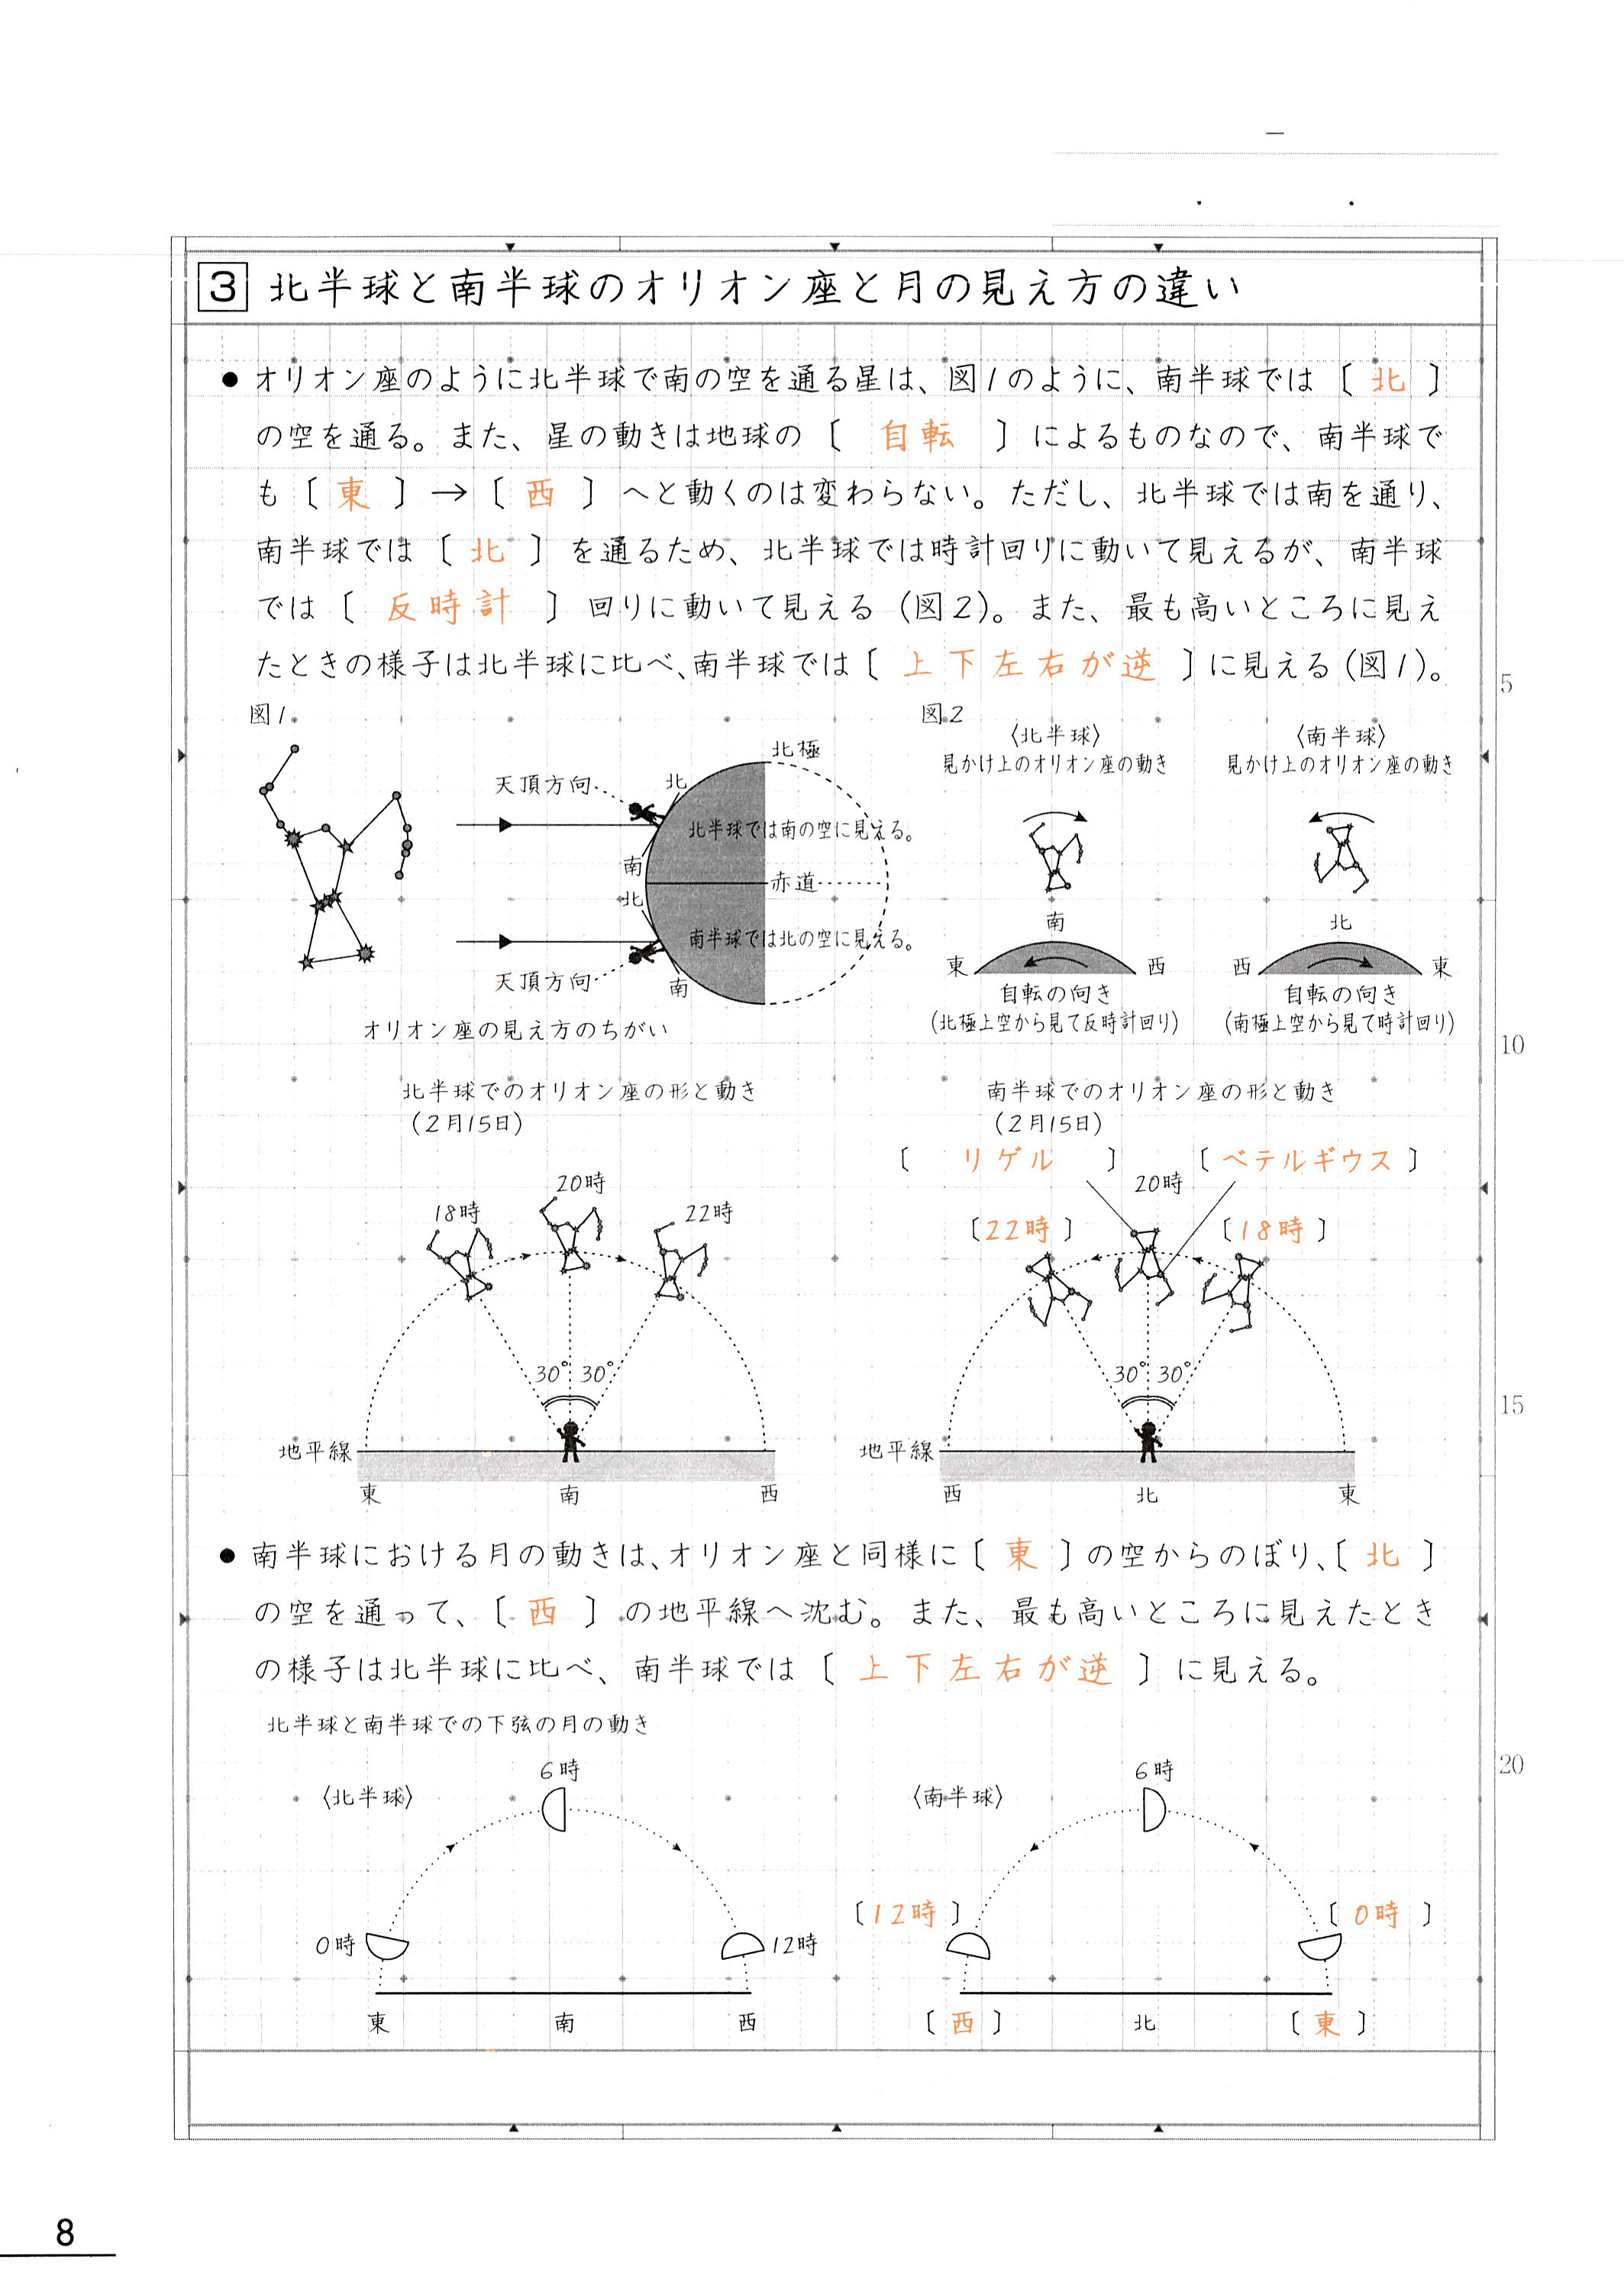 3 北半球と南半球のオリオン座と月の見え方の違い
●オリオン座のように北半球で南の空を通る星は、図1のように、南半球では〔 北 〕
の空を通る。また、星の動きは地球の〔 自転 〕によるものなので、南半球で
も〔 東 〕→〔 西 〕へと動くのは変わらない。ただし、北半球では南を通り、
南半球では〔 北 〕を通るため、北半球では時計回りに動いて見えるが、南半球
では〔 反時計 〕回りに動いて見える(図2)。また、最も高いところに見え
たときの様子は北半球に比べ、南半球では〔 上下左右が逆 〕に見える(図1)。
5
図1
天頂方向
北極
北
北半球では南の空に見える。
南
赤道
北
南半球では北の空に見える。
天頂方向
南
オリオン座の見え方のちがい
図2
〈北半球〉
見かけ上のオリオン座の動き
南
東 西
自転の向き
(北極上空から見て反時計回り)
〈南半球〉
見かけ上のオリオン座の動き
北
西 東
自転の向き
(南極上空から見て時計回り)
10
北半球でのオリオン座の形と動き
(2月15日)
18時
20時
22時
30° 30°
地平線
東 南 西
南半球でのオリオン座の形と動き
(2月15日)
〔 リゲル 〕 〔 ベテルギウス 〕
20時
〔 22時 〕 〔 18時 〕
30° 30°
15
地平線
西 北 東
●南半球における月の動きは、オリオン座と同様に〔 東 〕の空からのぼり、〔 北 〕
の空を通って、〔 西 〕の地平線へ沈む。また、最も高いところに見えたとき
の様子は北半球に比べ、南半球では〔 上下左右が逆 〕に見える。
北半球と南半球での下弦の月の動き
20
〈北半球〉
6時
0時 12時
東 南 西
〈南半球〉
6時
〔 12時 〕 〔 0時 〕
〔 西 〕 北 〔 東 〕
8